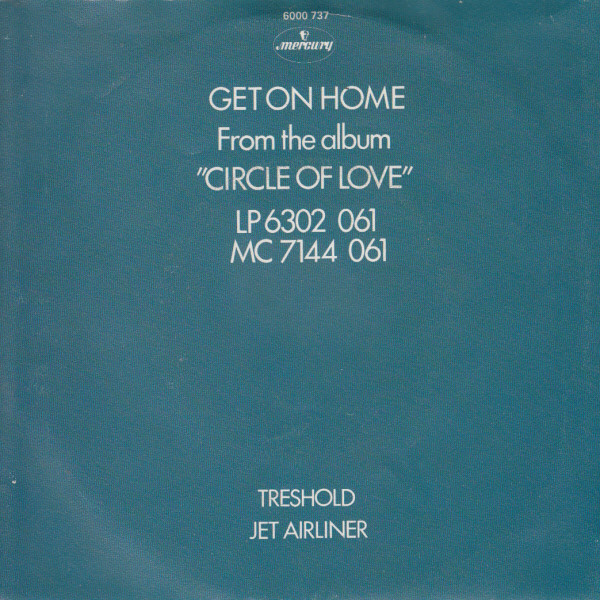 6000 737
mercury
GET ON HOME
From the album
"CIRCLE OF LOVE"
LP 6302 061
MC 7144 061
TRESHOLD
JET AIRLINER